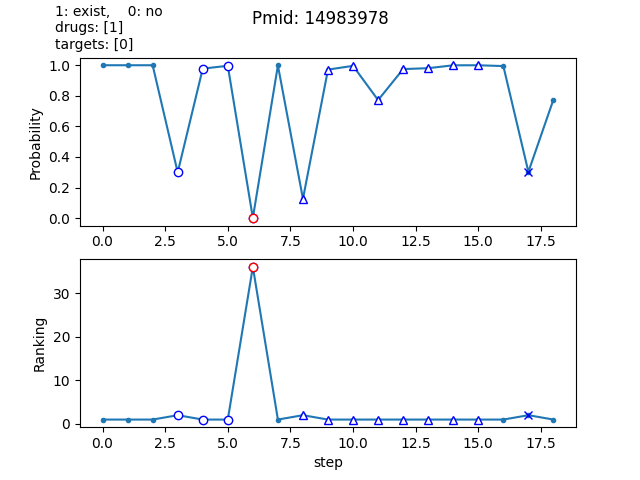 1: exist,    0: no
drugs: [1]
targets: [0]
Pmid: 14983978
1.0
0.8
0.6
0.4
0.2
0.0
Probability
0.0 2.5 5.0 7.5 10.0 12.5 15.0 17.5
30
20
10
0
Ranking
0.0 2.5 5.0 7.5 10.0 12.5 15.0 17.5
step